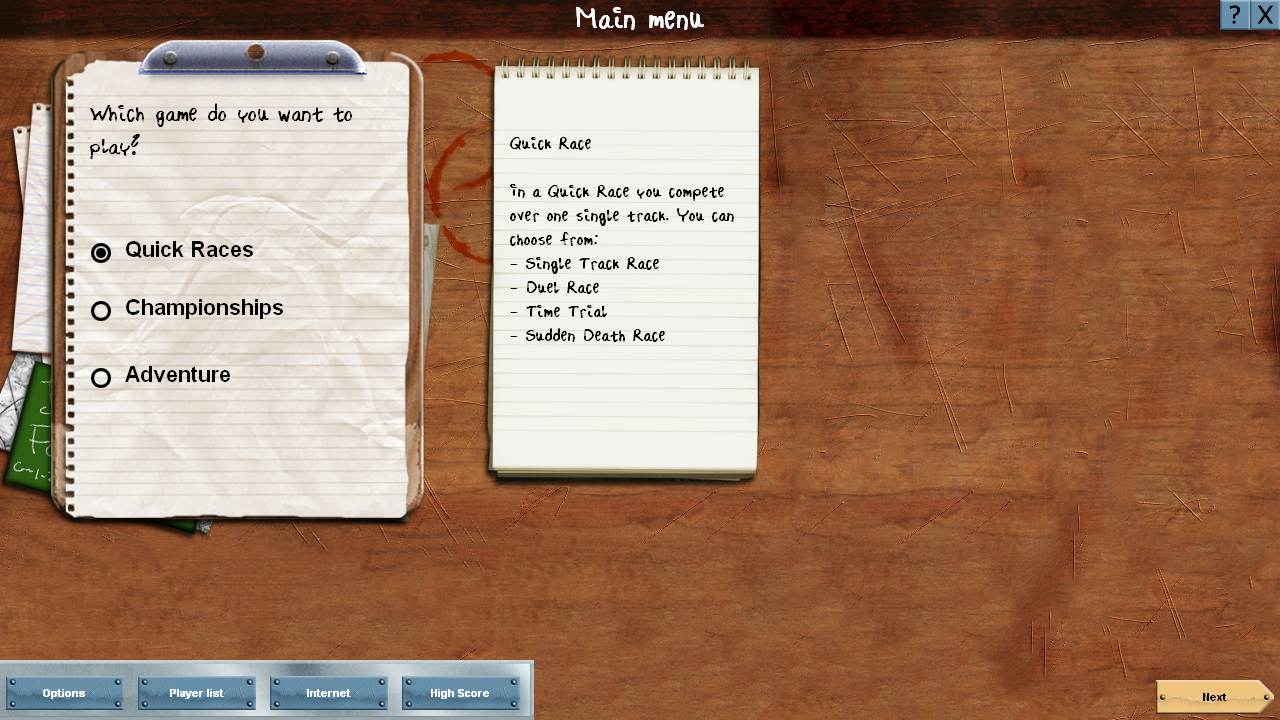 Main menu
? X
Which game do you want to
play?
Quick Races
Championships
Adventure
Quick Race
In a Quick Race you compete
over one single track. You can
choose from:
- Single Track Race
- Duel Race
- Time Trial
- Sudden Death Race
Options
Player list
Internet
High Score
Next